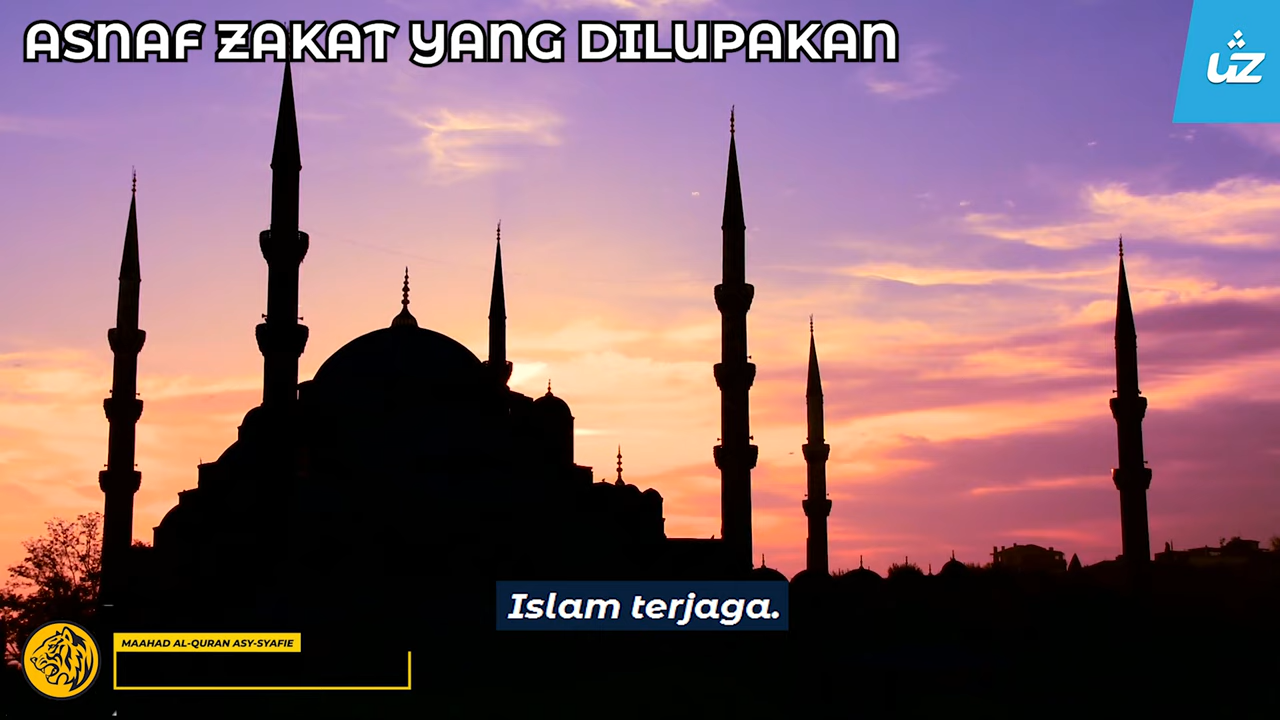 ASNAF ZAKAT YANG DILUPAKAN
uz
Islam terjaga.
MAAHAD AL-QURAN ASY-SYAFIE